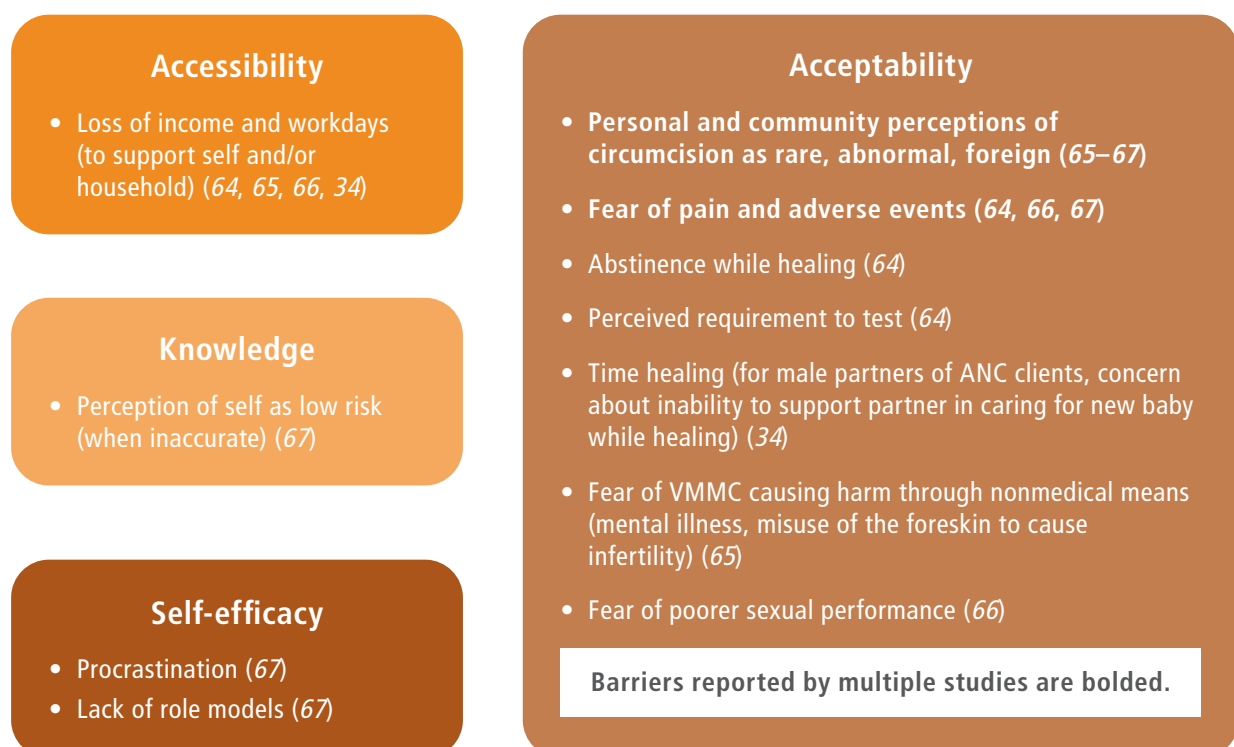 Accessibility
• Loss of income and workdays
(to support self and/or
household) (64, 65, 66, 34)
Knowledge
• Perception of self as low risk
(when inaccurate) (67)
Self-efficacy
• Procrastination (67)
• Lack of role models (67)
Acceptability
• Personal and community perceptions of
circumcision as rare, abnormal, foreign (65–67)
• Fear of pain and adverse events (64, 66, 67)
• Abstinence while healing (64)
• Perceived requirement to test (64)
• Time healing (for male partners of ANC clients, concern
about inability to support partner in caring for new baby
while healing) (34)
• Fear of VMMC causing harm through nonmedical means
(mental illness, misuse of the foreskin to cause
infertility) (65)
• Fear of poorer sexual performance (66)
Barriers reported by multiple studies are bolded.